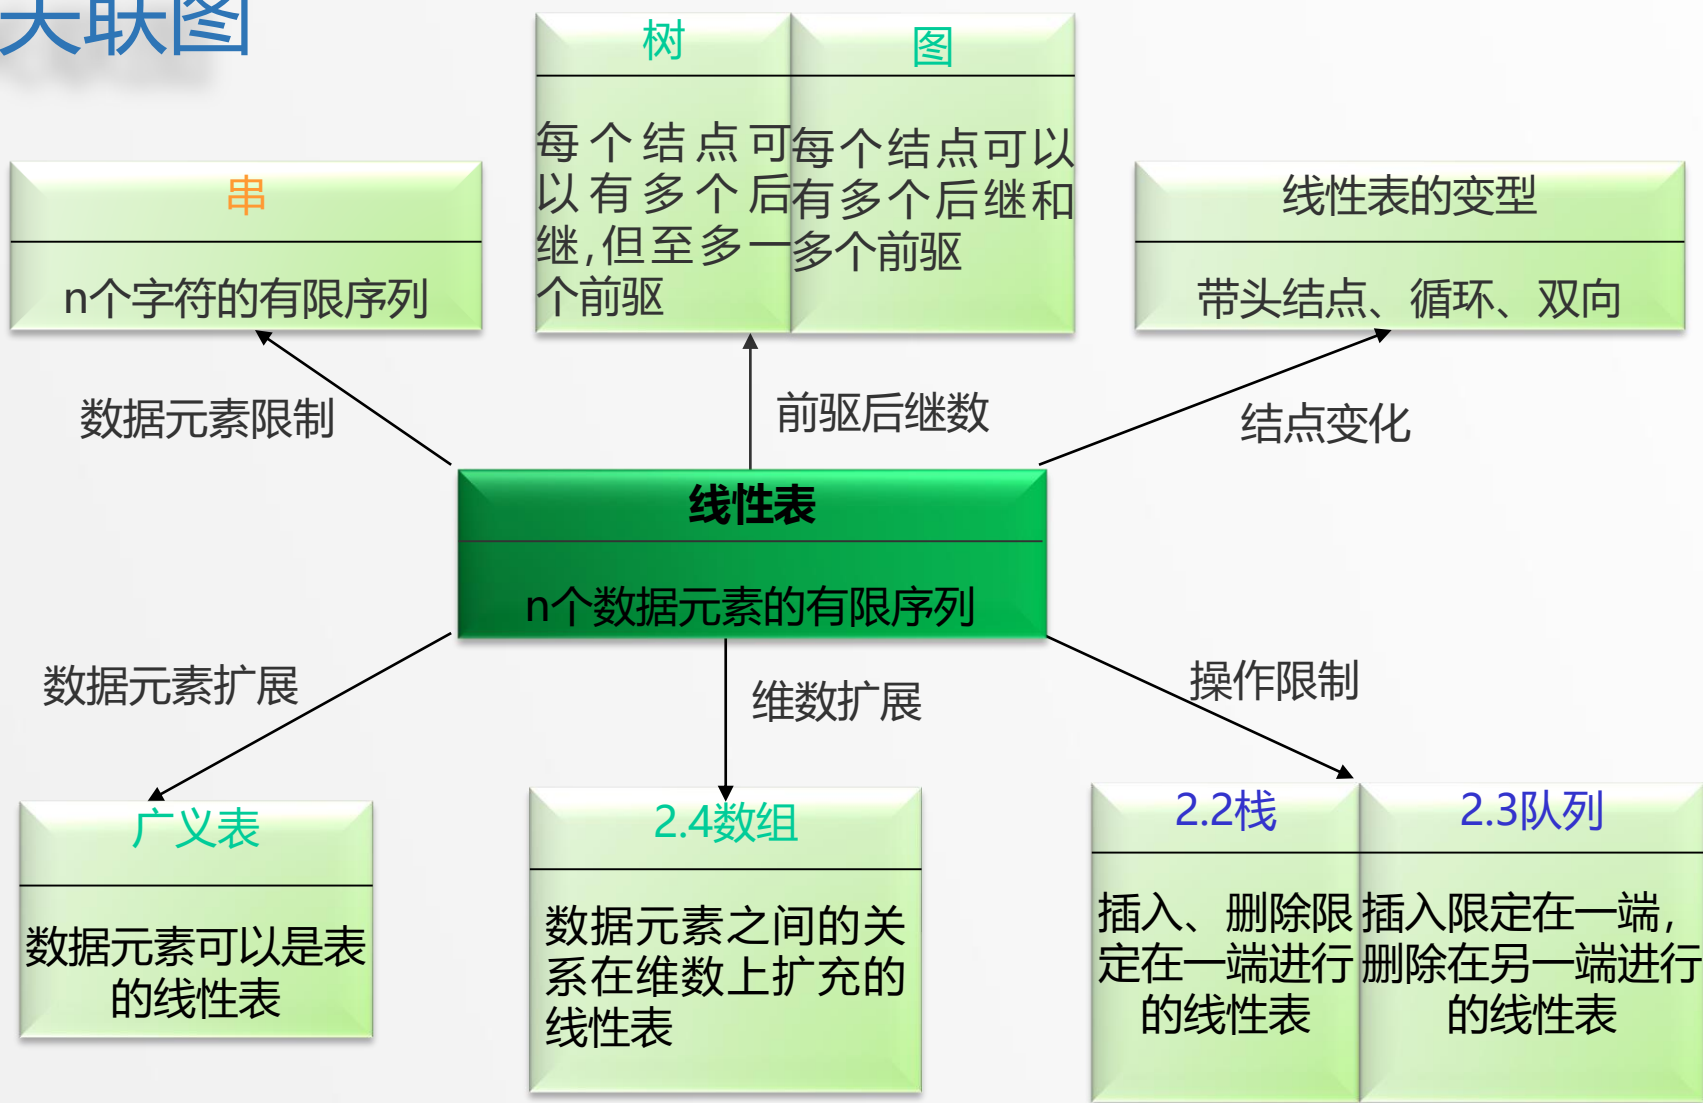 关联图
树
图
每个结点可
以有多个后
继,但至多一
个前驱
每个结点可以
有多个后继和
多个前驱
串
n个字符的有限序列
线性表的变型
带头结点、循环、双向
数据元素限制
前驱后继数
结点变化
线性表
n个数据元素的有限序列
数据元素扩展
维数扩展
操作限制
广义表
数据元素可以是表
的线性表
2.4数组
数据元素之间的关
系在维数上扩充的
线性表
2.2栈
插入、删除限
定在一端进行
的线性表
2.3队列
插入限定在一端，
删除在另一端进行
的线性表